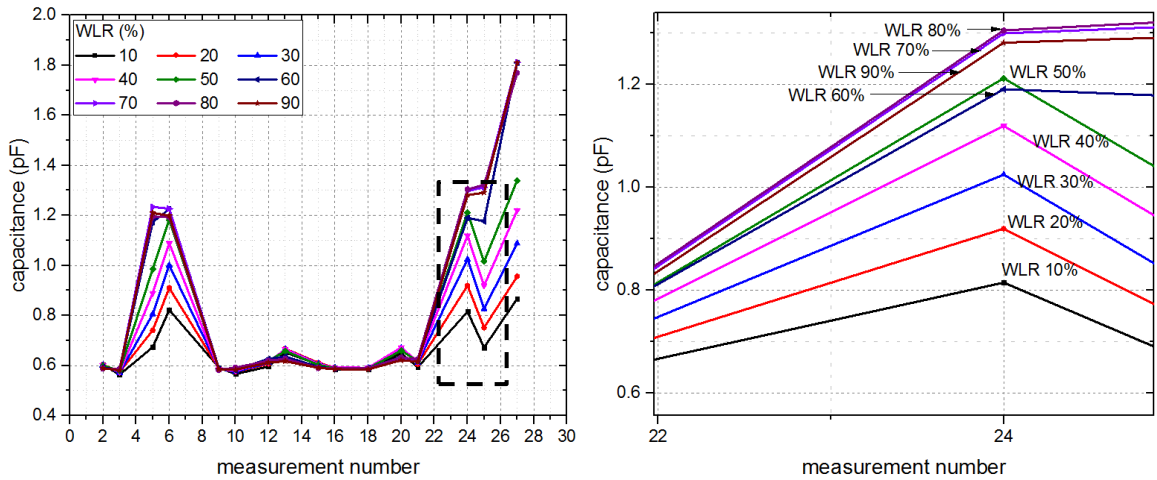 WLR (%)
10 20 30
40 50 60
70 80 90
2.0
1.8
1.6
1.4
1.2
1.0
0.8
0.6
0.4
capacitance (pF)
0 2 4 6 8 10 12 14 16 18 20 22 24 26 28 30
measurement number
WLR 80%
WLR 70%
WLR 90%
WLR 60%
WLR 50%
WLR 40%
WLR 30%
WLR 20%
WLR 10%
1.2
1.0
0.8
0.6
capacitance (pF)
22 24
measurement number